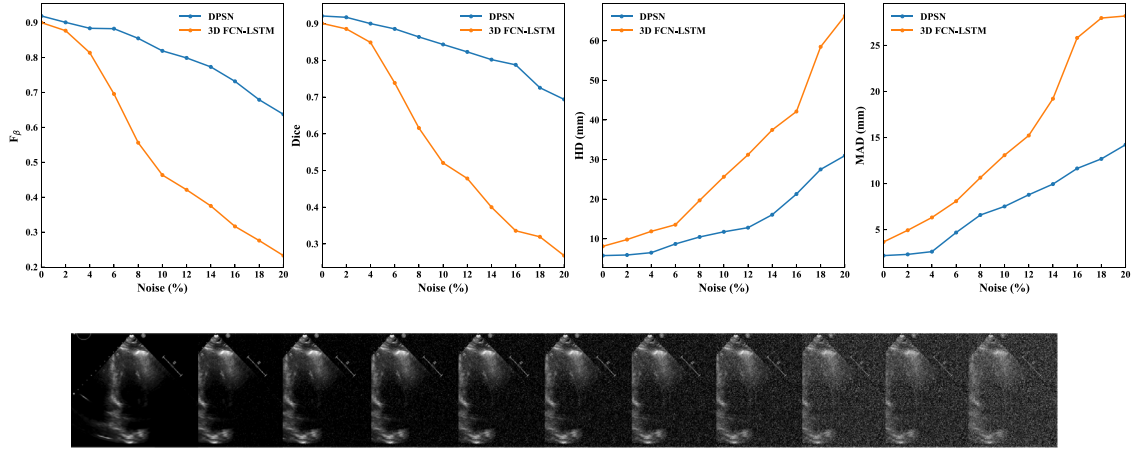 DPSN
3D FCN-LSTM
0.9
0.8
0.7
0.6
0.5
0.4
0.3
0.2
Fβ
0 2 4 6 8 10 12 14 16 18 20
Noise (%)
DPSN
3D FCN-LSTM
0.9
0.8
0.7
0.6
0.5
0.4
0.3
Dice
0 2 4 6 8 10 12 14 16 18 20
Noise (%)
DPSN
3D FCN-LSTM
60
50
40
30
20
10
HD (mm)
0 2 4 6 8 10 12 14 16 18 20
Noise (%)
DPSN
3D FCN-LSTM
25
20
15
10
5
MAD (mm)
0 2 4 6 8 10 12 14 16 18 20
Noise (%)